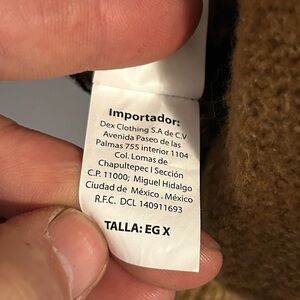 Importador:
Dex Clothing S.A de C.V
Avenida Paseo de las
Palmas 755 interior 1104
Col. Lomas de
Chapultepec I Sección
C.P. 11000; Miguel Hidalgo
Ciudad de México . México
R.F.C. DCL 140911693
TALLA: EG X